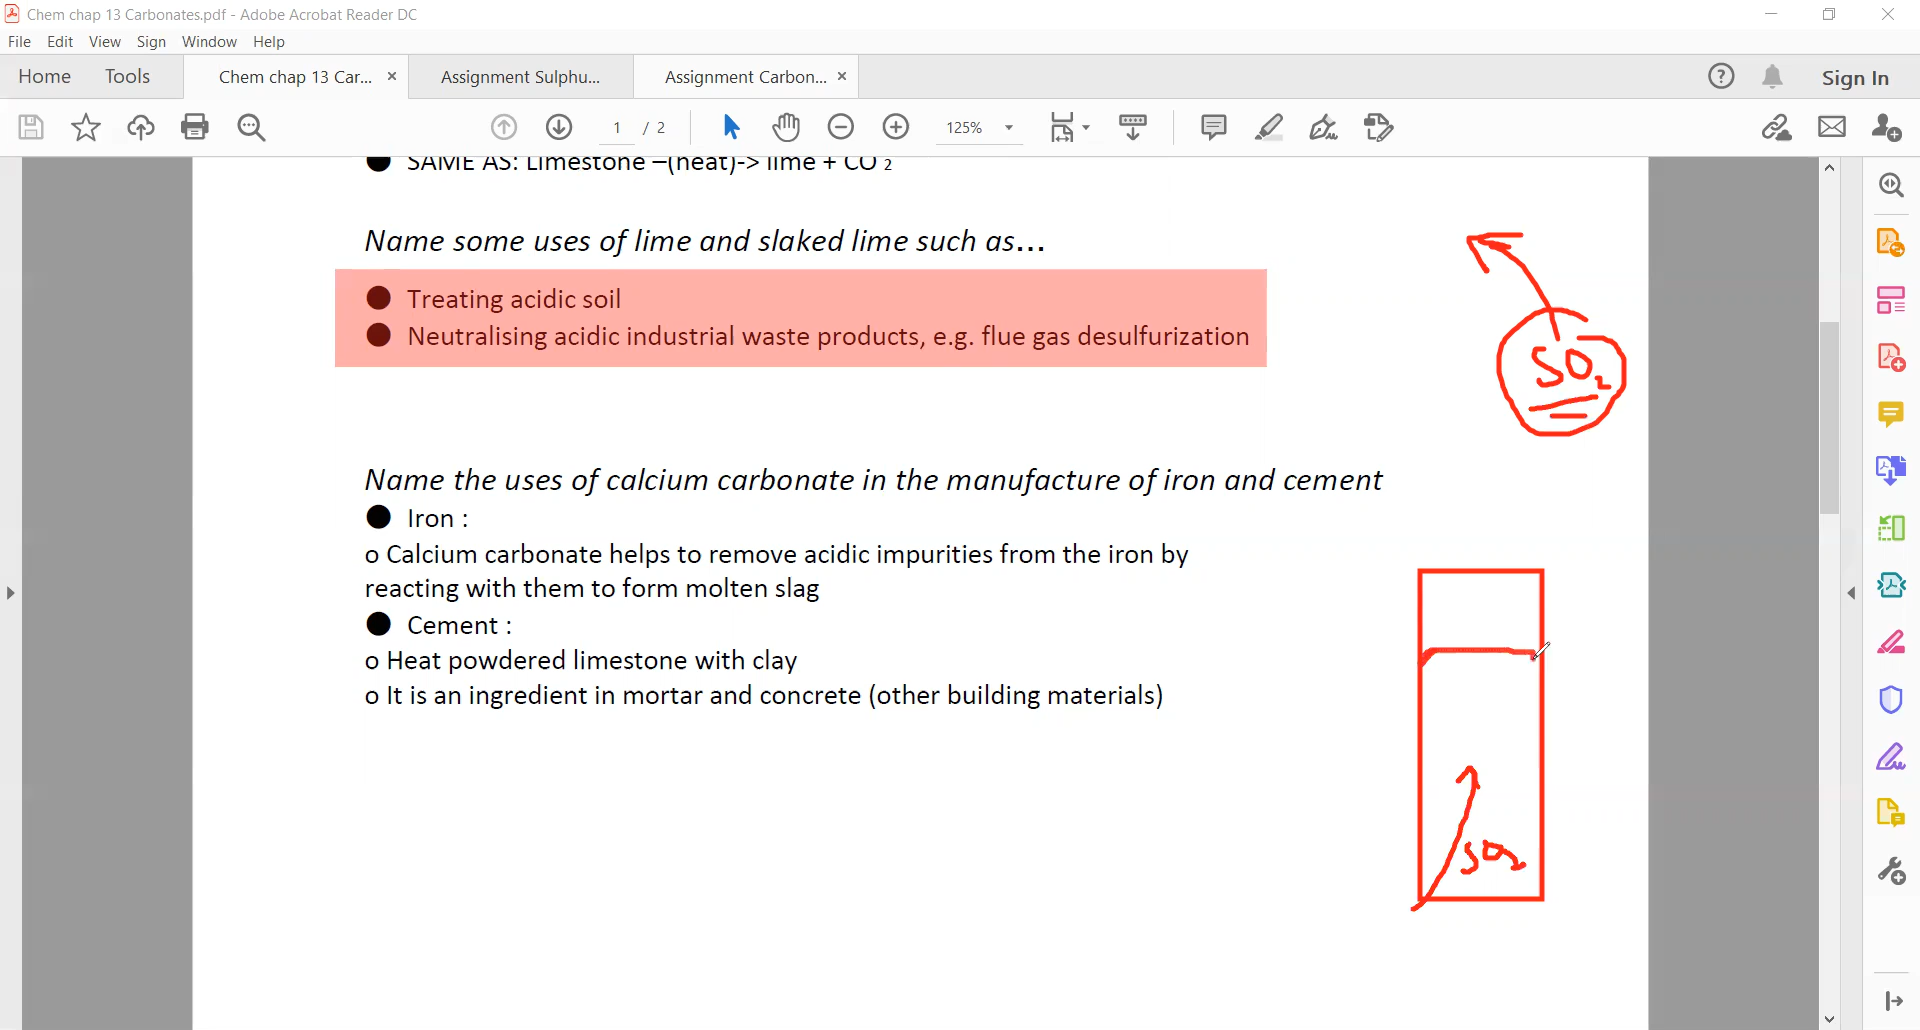 Chem chap 13 Carbonates.pdf - Adobe Acrobat Reader DC
File Edit View Sign Window Help
Home Tools Chem chap 13 Car... × Assignment Sulphu... Assignment Carbon... × Sign In
1 / 2 125%
SAME AS: Limestone –(heat)-> lime + CO 2
Name some uses of lime and slaked lime such as...
● Treating acidic soil
● Neutralising acidic industrial waste products, e.g. flue gas desulfurization
SO2
Name the uses of calcium carbonate in the manufacture of iron and cement
● Iron :
o Calcium carbonate helps to remove acidic impurities from the iron by
reacting with them to form molten slag
● Cement :
o Heat powdered limestone with clay
o It is an ingredient in mortar and concrete (other building materials)
SO2